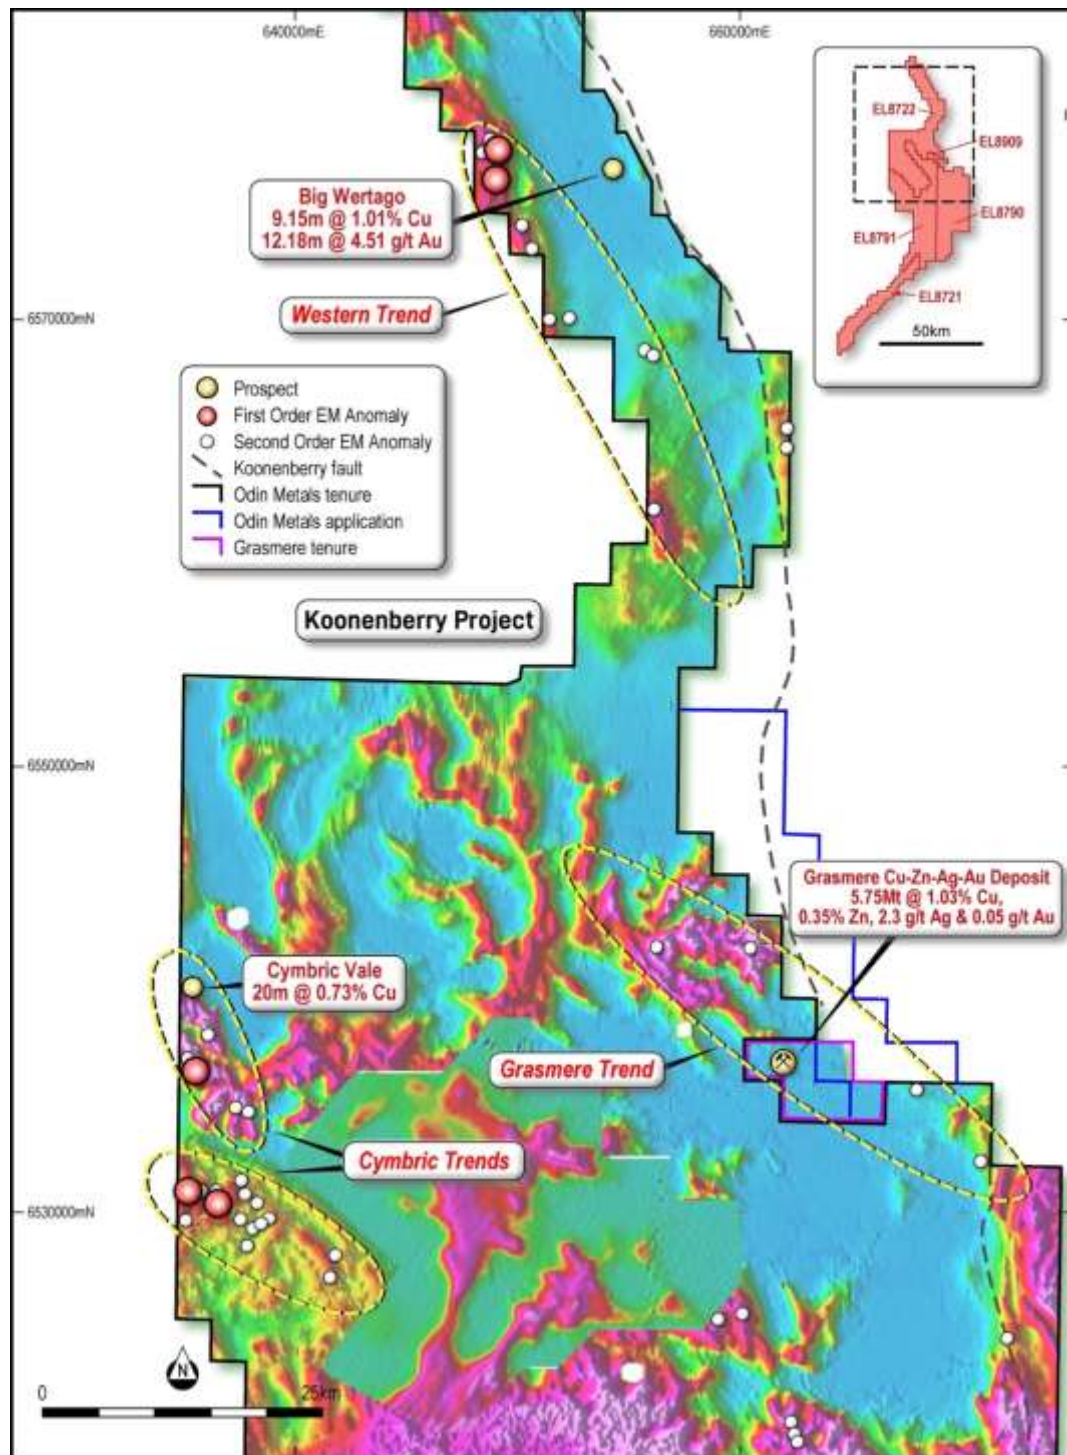 640000mE
660000mE
EL8722
EL8909
EL8790
EL8791
EL8721
50km
Big Wertago
9.15m @ 1.01% Cu
12.18m @ 4.51 g/t Au
Western Trend
6570000mN
Prospect
First Order EM Anomaly
Second Order EM Anomaly
Koonenberry fault
Odin Metals tenure
Odin Metals application
Grasmere tenure
Koonenberry Project
6550000mN
Grasmere Cu-Zn-Ag-Au Deposit
5.75Mt @ 1.03% Cu,
0.35% Zn, 2.3 g/t Ag & 0.05 g/t Au
Cymbric Vale
20m @ 0.73% Cu
Grasmere Trend
Cymbric Trends
6530000mN
N
0
25km